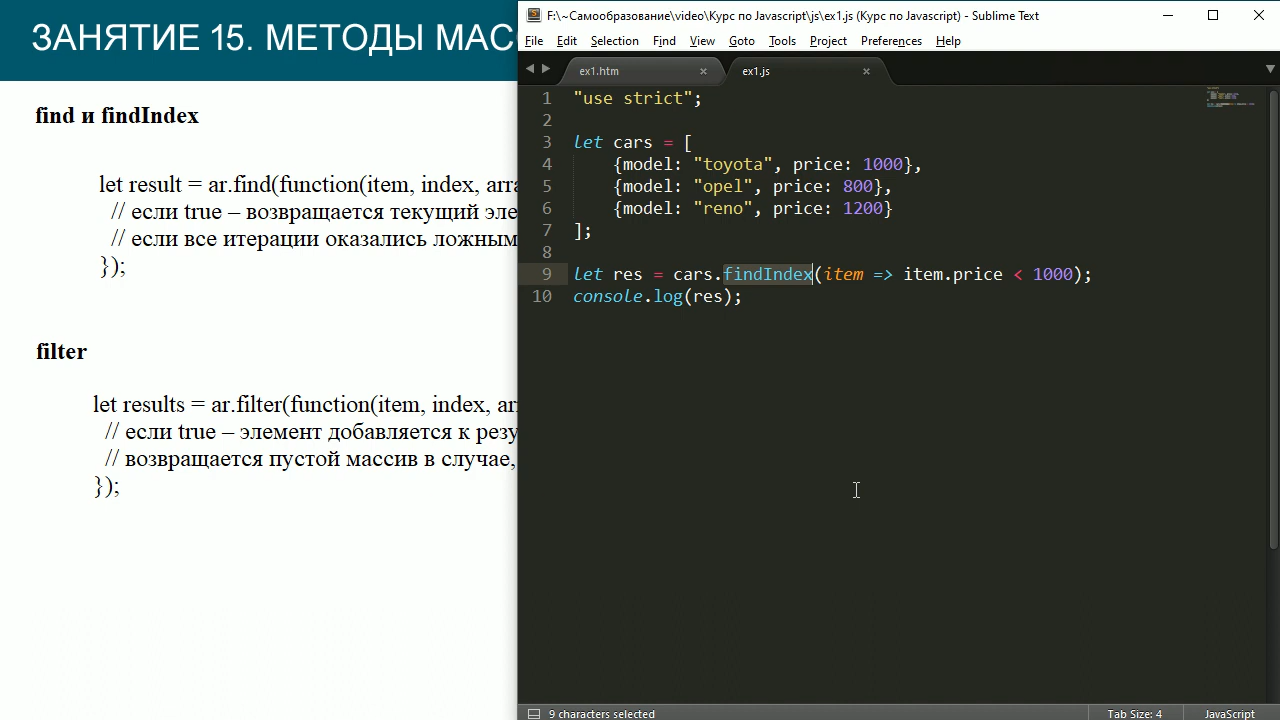 ЗАНЯТИЕ 15. МЕТОДЫ МАС
find и findIndex
let result = ar.find(function(item, index, arra
// если true – возвращается текущий эле
// если все итерации оказались ложным
});
filter
let results = ar.filter(function(item, index, ar
// если true – элемент добавляется к резу
// возвращается пустой массив в случае,
});
F:\~Самообразование\video\Курс по Javascript\js\ex1.js (Курс по Javascript) - Sublime Text
File Edit Selection Find View Goto Tools Project Preferences Help
ex1.htm × ex1.js ×
1 "use strict";
2
3 let cars = [
4 {model: "toyota", price: 1000},
5 {model: "opel", price: 800},
6 {model: "reno", price: 1200}
7 ];
8
9 let res = cars.findIndex(item => item.price < 1000);
10 console.log(res);
9 characters selected Tab Size: 4 JavaScript